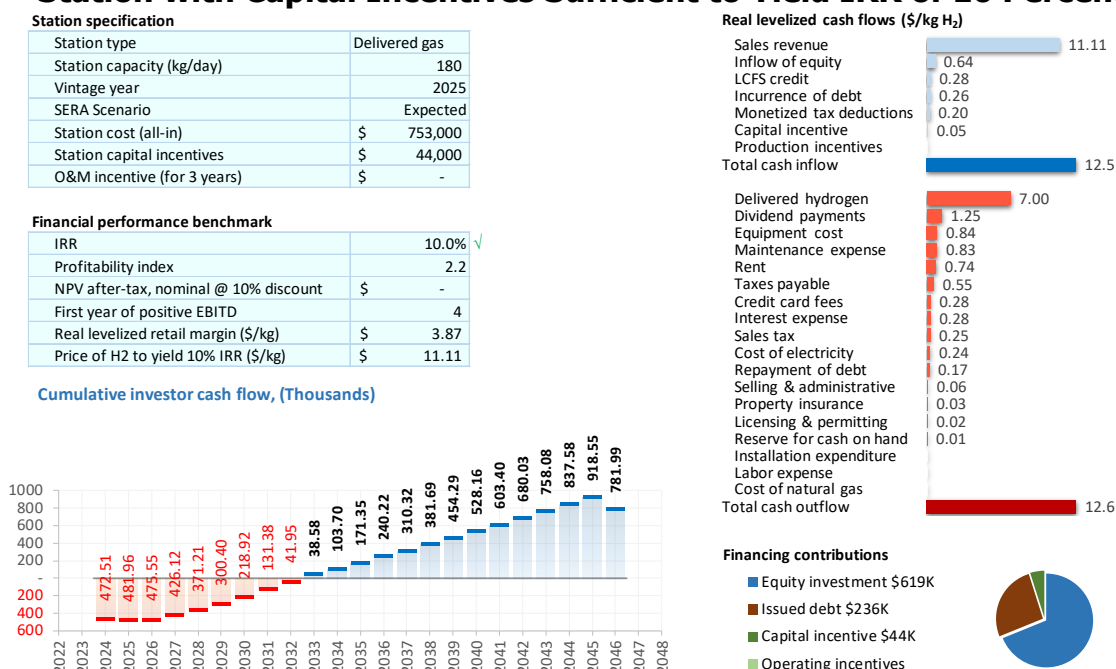 Station with Capital Incentives Sufficient to Yield IRR of 10 Percent
Station specification
Station type Delivered gas
Station capacity (kg/day) 180
Vintage year 2025
SERA Scenario Expected
Station cost (all-in) $ 753,000
Station capital incentives $ 44,000
O&M incentive (for 3 years) $ -
Financial performance benchmark
IRR 10.0% √
Profitability index 2.2
NPV after-tax, nominal @ 10% discount $ -
First year of positive EBITD 4
Real levelized retail margin ($/kg) $ 3.87
Price of H2 to yield 10% IRR ($/kg) $ 11.11
Cumulative investor cash flow, (Thousands)
1000
800
600
400
200
-
200
400
600
472.51
481.96
475.55
426.12
371.21
300.40
218.92
131.38
41.95
38.58
103.70
171.35
240.22
310.32
381.69
454.29
528.16
603.40
680.03
758.08
837.58
918.55
781.99
2022
2023
2024
2025
2026
2027
2028
2029
2030
2031
2032
2033
2034
2035
2036
2037
2038
2039
2040
2041
2042
2043
2044
2045
2046
2047
2048
Real levelized cash flows ($/kg H₂)
Sales revenue 11.11
Inflow of equity 0.64
LCFS credit 0.28
Incurrence of debt 0.26
Monetized tax deductions 0.20
Capital incentive 0.05
Production incentives
Total cash inflow 12.5
Delivered hydrogen 7.00
Dividend payments 1.25
Equipment cost 0.84
Maintenance expense 0.83
Rent 0.74
Taxes payable 0.55
Credit card fees 0.28
Interest expense 0.28
Sales tax 0.25
Cost of electricity 0.24
Repayment of debt 0.17
Selling & administrative 0.06
Property insurance 0.03
Licensing & permitting 0.02
Reserve for cash on hand 0.01
Installation expenditure
Labor expense
Cost of natural gas
Total cash outflow 12.6
Financing contributions
Equity investment $619K
Issued debt $236K
Capital incentive $44K
Operating incentives